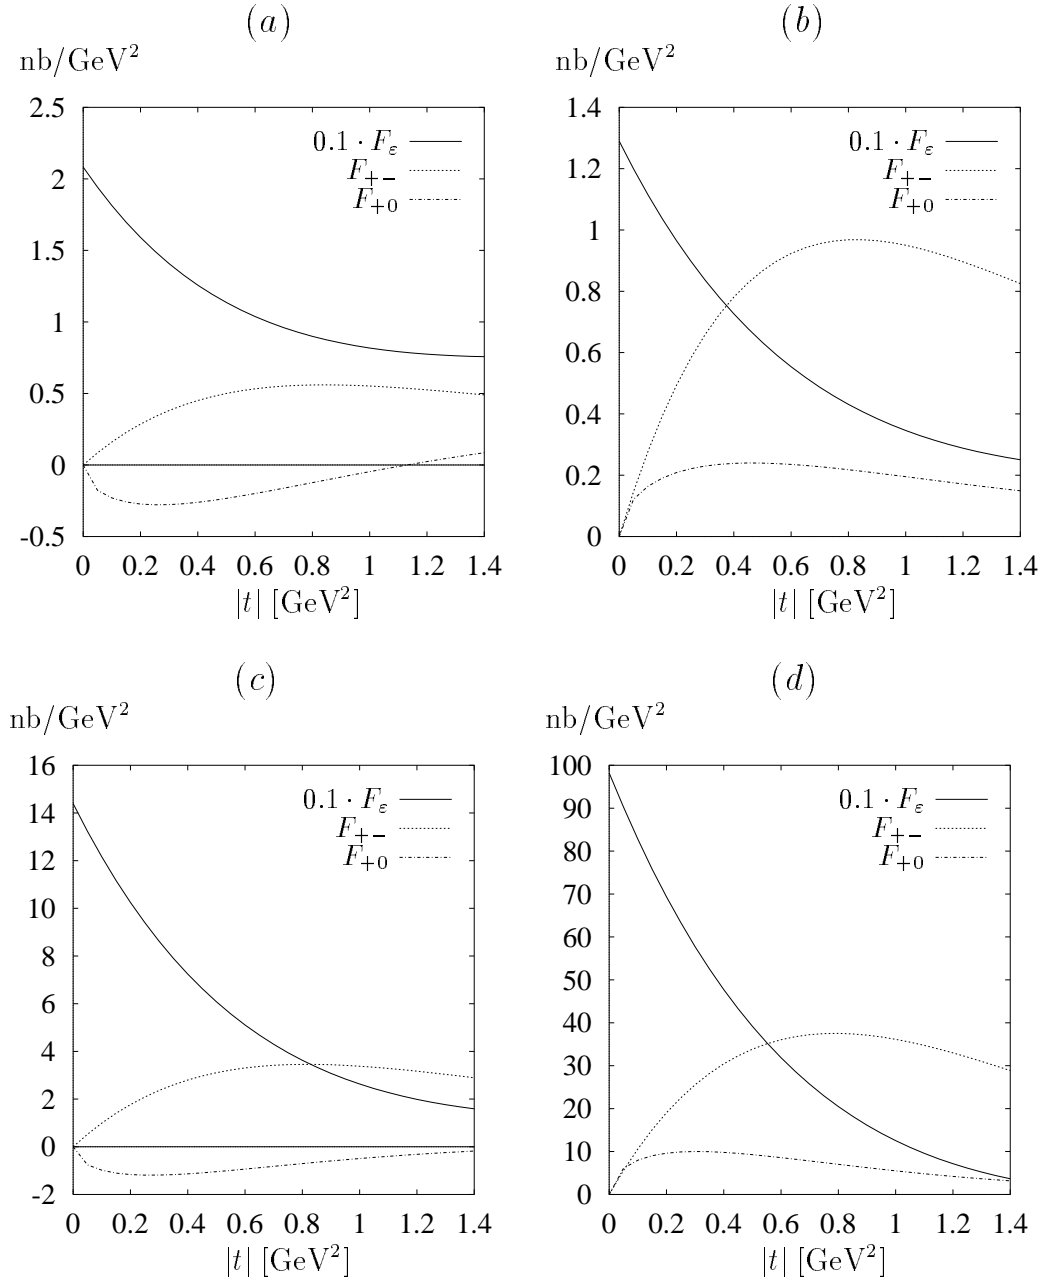 (a)
nb/GeV²
2.5
2
1.5
1
0.5
0
-0.5
0.1 · F_ε
F_{+−}
F_{+0}
0 0.2 0.4 0.6 0.8 1 1.2 1.4
|t| [GeV²]
(b)
nb/GeV²
1.4
1.2
1
0.8
0.6
0.4
0.2
0
0.1 · F_ε
F_{+−}
F_{+0}
0 0.2 0.4 0.6 0.8 1 1.2 1.4
|t| [GeV²]
(c)
nb/GeV²
16
14
12
10
8
6
4
2
0
-2
0.1 · F_ε
F_{+−}
F_{+0}
0 0.2 0.4 0.6 0.8 1 1.2 1.4
|t| [GeV²]
(d)
nb/GeV²
100
90
80
70
60
50
40
30
20
10
0
0.1 · F_ε
F_{+−}
F_{+0}
0 0.2 0.4 0.6 0.8 1 1.2 1.4
|t| [GeV²]